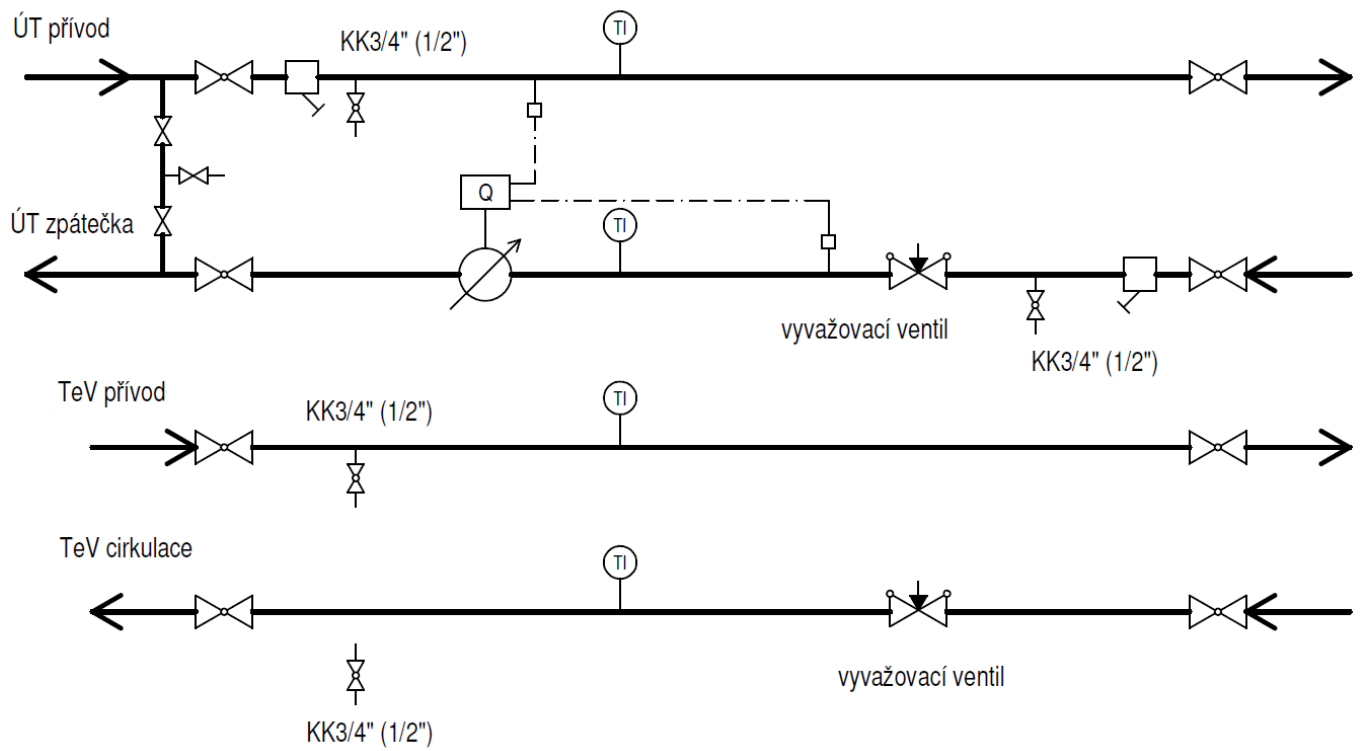 ÚT přívod
KK3/4" (1/2")
TI
Q
ÚT zpátečka
TI
vyvažovací ventil
KK3/4" (1/2")
TeV přívod
KK3/4" (1/2")
TI
TeV cirkulace
TI
vyvažovací ventil
KK3/4" (1/2")